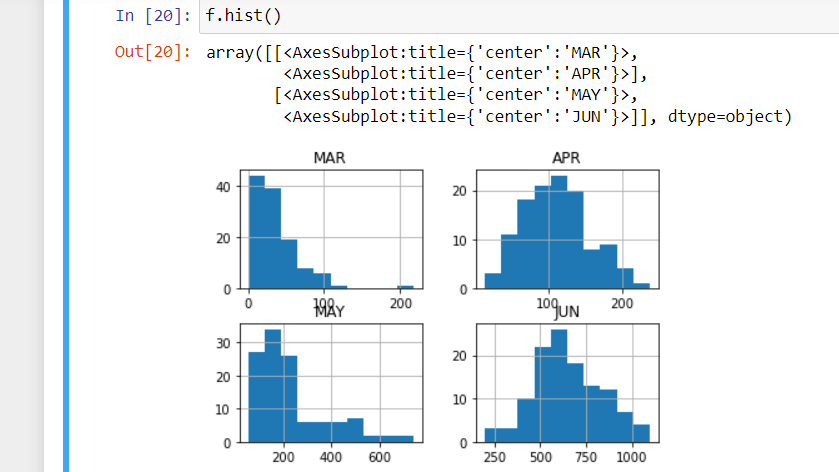 In [20]: f.hist()
Out[20]: array([[<AxesSubplot:title={'center':'MAR'}>,
<AxesSubplot:title={'center':'APR'}>],
[<AxesSubplot:title={'center':'MAY'}>,
<AxesSubplot:title={'center':'JUN'}>]], dtype=object)
MAR APR
40
20
0
0 100 200
20
10
0
100 200
MAY JUN
30
20
10
0
200 400 600
20
10
0
250 500 750 1000